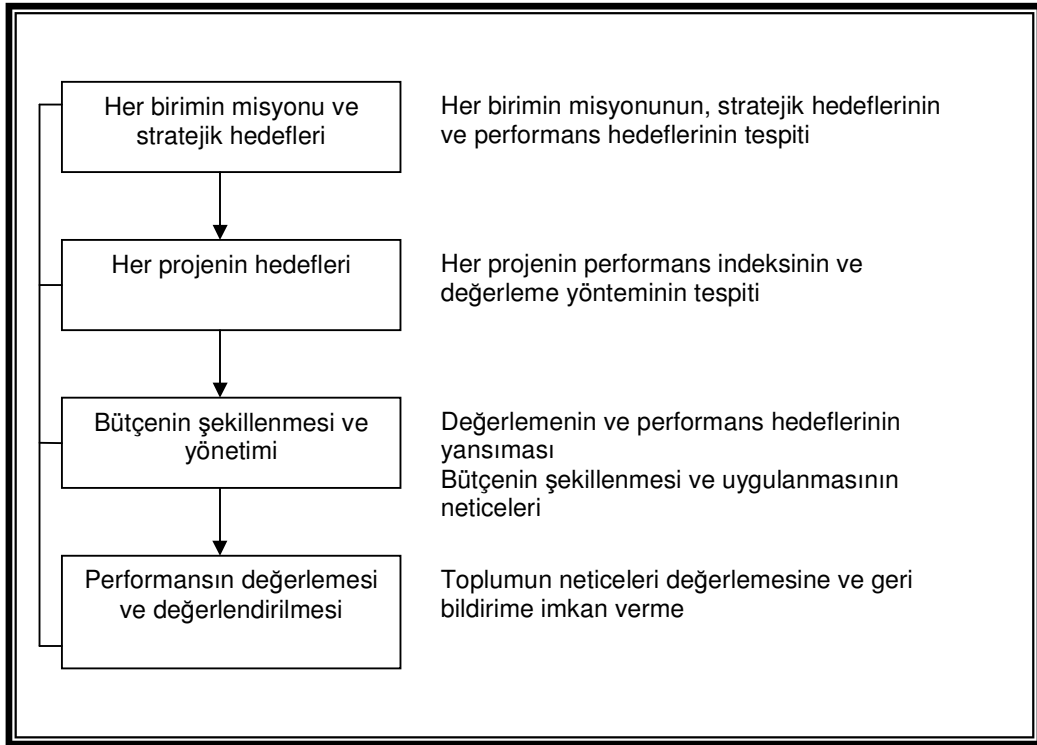 Her birimin misyonu ve
stratejik hedefleri
Her birimin misyonunun, stratejik hedeflerinin
ve performans hedeflerinin tespiti
Her projenin hedefleri
Her projenin performans indeksinin ve
değerleme yönteminin tespiti
Bütçenin şekillenmesi ve
yönetimi
Değerlemenin ve performans hedeflerinin
yansıması
Bütçenin şekillenmesi ve uygulanmasının
neticeleri
Performansın değerlemesi
ve değerlendirilmesi
Toplumun neticeleri değerlemesine ve geri
bildirime imkan verme